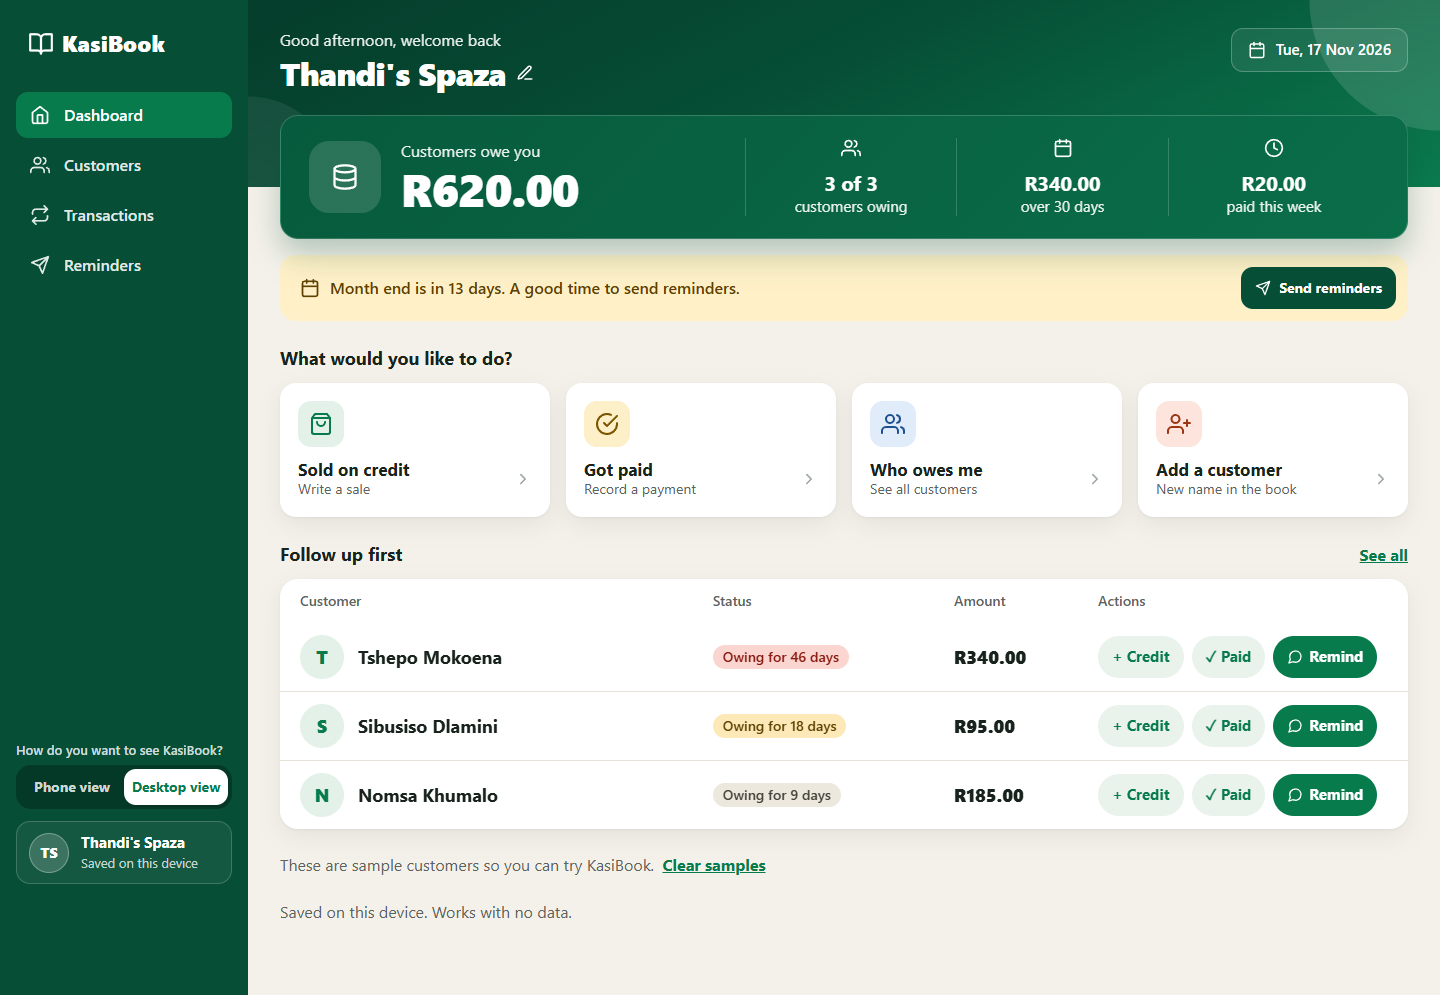 KasiBook
Dashboard
Customers
Transactions
Reminders
How do you want to see KasiBook?
Phone view
Desktop view
TS
Thandi's Spaza
Saved on this device
Good afternoon, welcome back
Thandi's Spaza
Tue, 17 Nov 2026
Customers owe you
R620.00
3 of 3
customers owing
R340.00
over 30 days
R20.00
paid this week
Month end is in 13 days. A good time to send reminders.
Send reminders
What would you like to do?
Sold on credit
Write a sale
Got paid
Record a payment
Who owes me
See all customers
Add a customer
New name in the book
Follow up first
See all
Customer Status Amount Actions
T Tshepo Mokoena Owing for 46 days R340.00 + Credit ✓ Paid Remind
S Sibusiso Dlamini Owing for 18 days R95.00 + Credit ✓ Paid Remind
N Nomsa Khumalo Owing for 9 days R185.00 + Credit ✓ Paid Remind
These are sample customers so you can try KasiBook. Clear samples
Saved on this device. Works with no data.